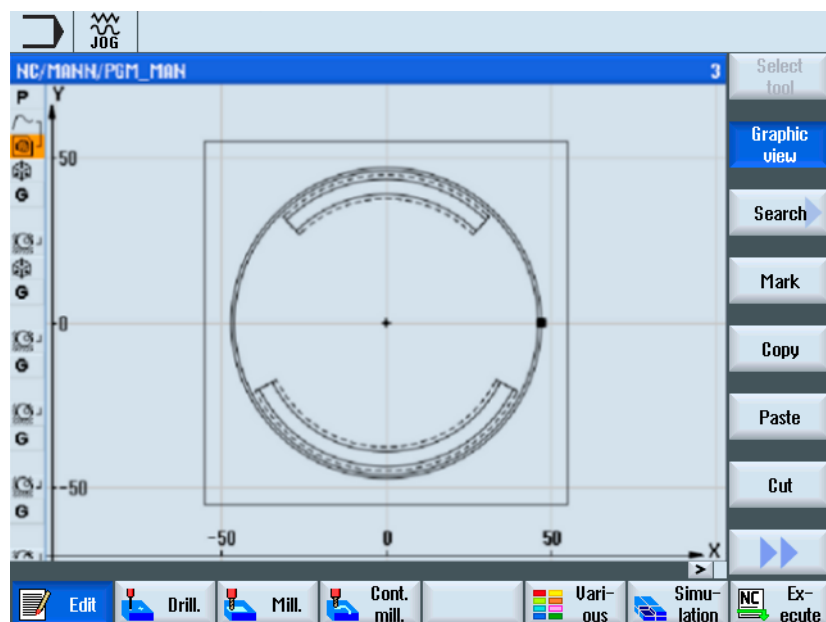 JOG
NC/MANN/PGM_MAN 3
Select
tool
P
Y
Graphic
view
50
G
Search
Mark
G
0
Copy
G
Paste
G
Cut
-50
G
-50 0 50
X
>
Edit
Drill.
Mill.
Cont.
mill.
Vari-
ous
Simu-
lation
NC
Ex-
ecute